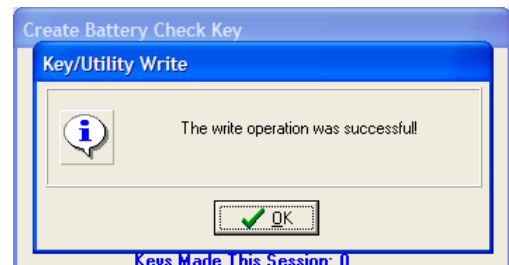 Create Battery Check Key
Key/Utility Write
The write operation was successful!
OK
Keys Made This Session: 0